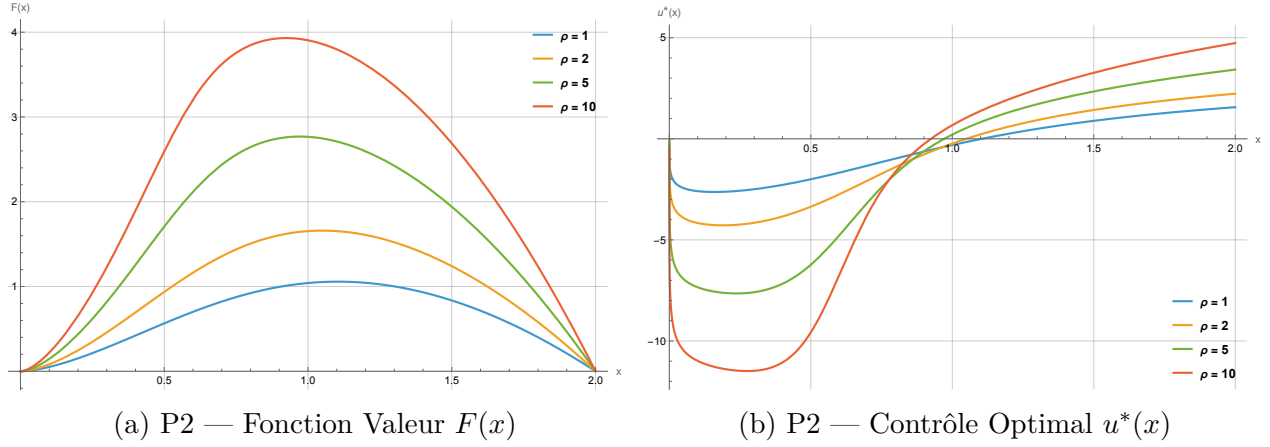 F(x)
4
3
2
1
0.5
1.0
1.5
2.0
x
ρ = 1
ρ = 2
ρ = 5
ρ = 10
(a) P2 — Fonction Valeur F(x)
u*(x)
5
-5
-10
0.5
1.0
1.5
2.0
x
ρ = 1
ρ = 2
ρ = 5
ρ = 10
(b) P2 — Contrôle Optimal u*(x)